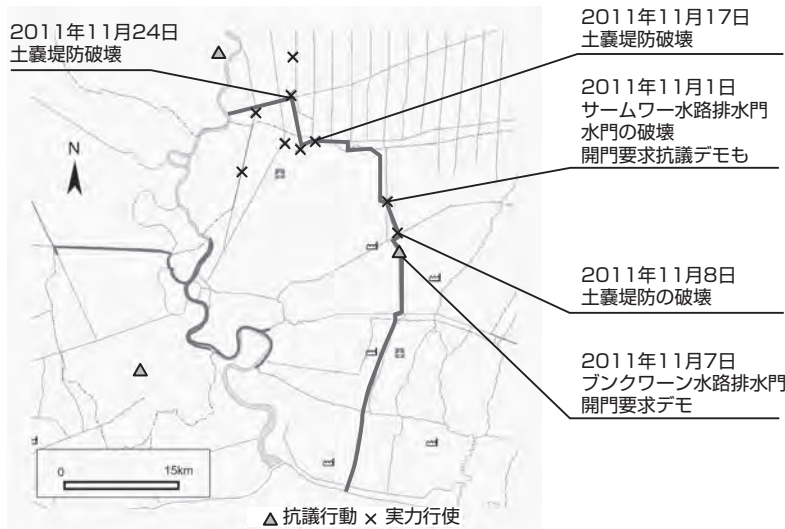 2011年11月24日
土嚢堤防破壊
2011年11月17日
土嚢堤防破壊
2011年11月1日
サームワー水路排水門
水門の破壊
開門要求抗議デモも
N
2011年11月8日
土嚢堤防の破壊
2011年11月7日
ブンクワーン水路排水門
開門要求デモ
0 15km
△ 抗議行動 × 実力行使